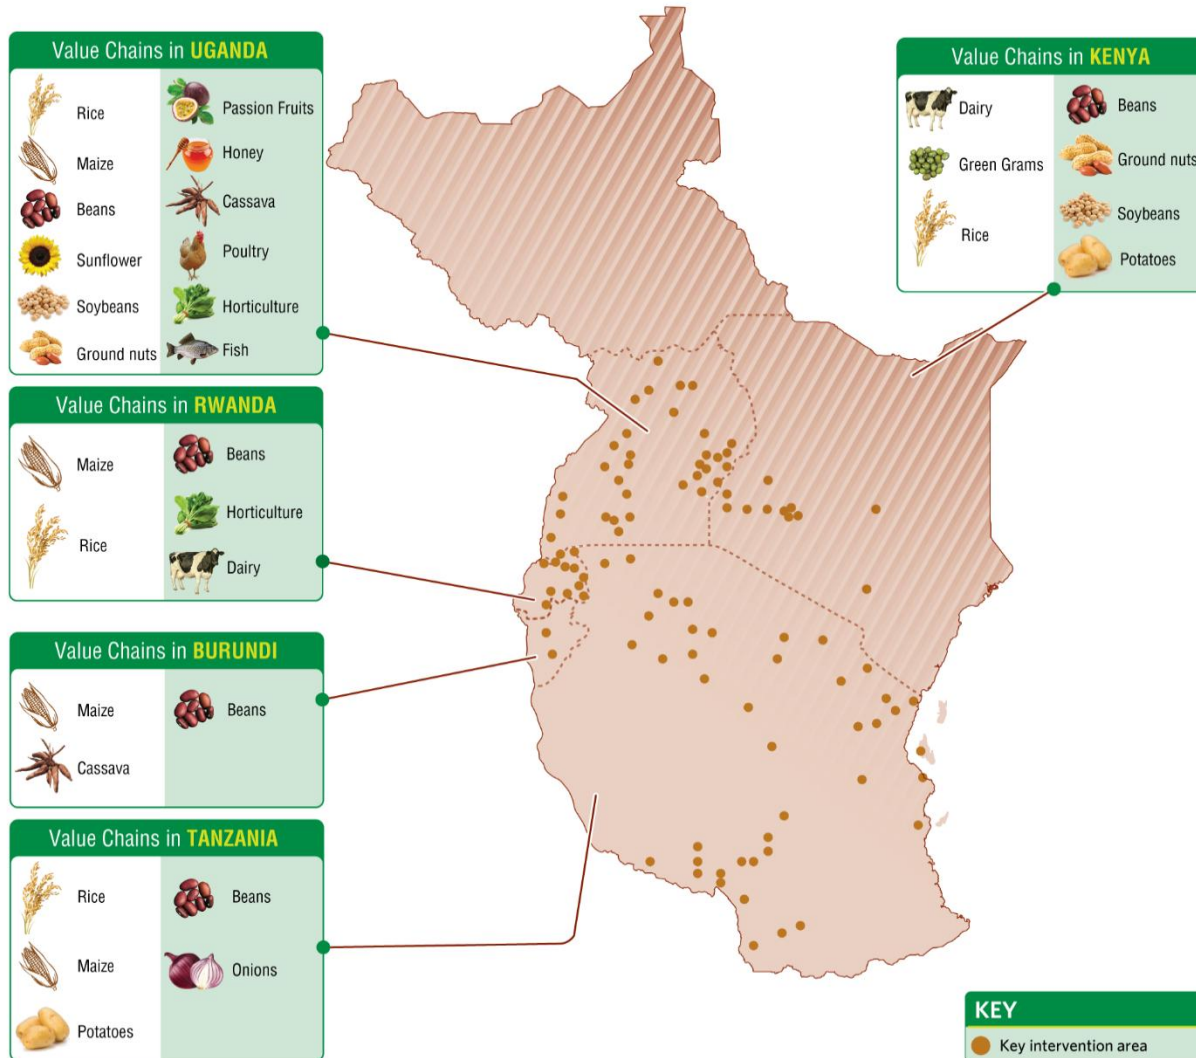 Value Chains in UGANDA
Rice
Maize
Beans
Sunflower
Soybeans
Ground nuts
Passion Fruits
Honey
Cassava
Poultry
Horticulture
Fish
Value Chains in KENYA
Dairy
Green Grams
Rice
Beans
Ground nuts
Soybeans
Potatoes
Value Chains in RWANDA
Maize
Rice
Beans
Horticulture
Dairy
Value Chains in BURUNDI
Maize
Cassava
Beans
Value Chains in TANZANIA
Rice
Maize
Potatoes
Beans
Onions
KEY
Key intervention area